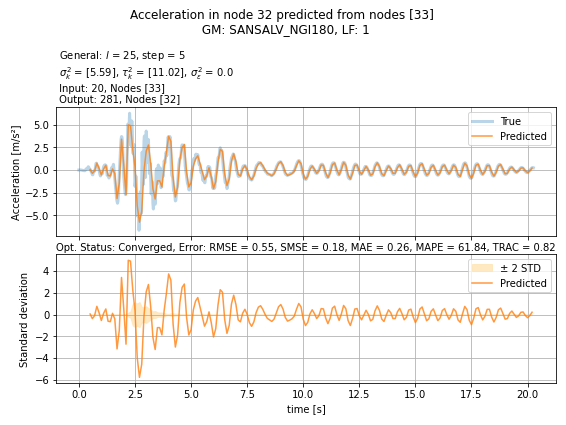 Acceleration in node 32 predicted from nodes [33]
GM: SANSALV_NGI180, LF: 1
General: l = 25, step = 5
σ²ₖ = [5.59], τ²ₖ = [11.02], σ²ε = 0.0
Input: 20, Nodes [33]
Output: 281, Nodes [32]
Acceleration [m/s²]
5.0
2.5
0.0
−2.5
−5.0
True
Predicted
Opt. Status: Converged, Error: RMSE = 0.55, SMSE = 0.18, MAE = 0.26, MAPE = 61.84, TRAC = 0.82
Standard deviation
4
2
0
−2
−4
−6
± 2 STD
Predicted
0.0 2.5 5.0 7.5 10.0 12.5 15.0 17.5 20.0
time [s]